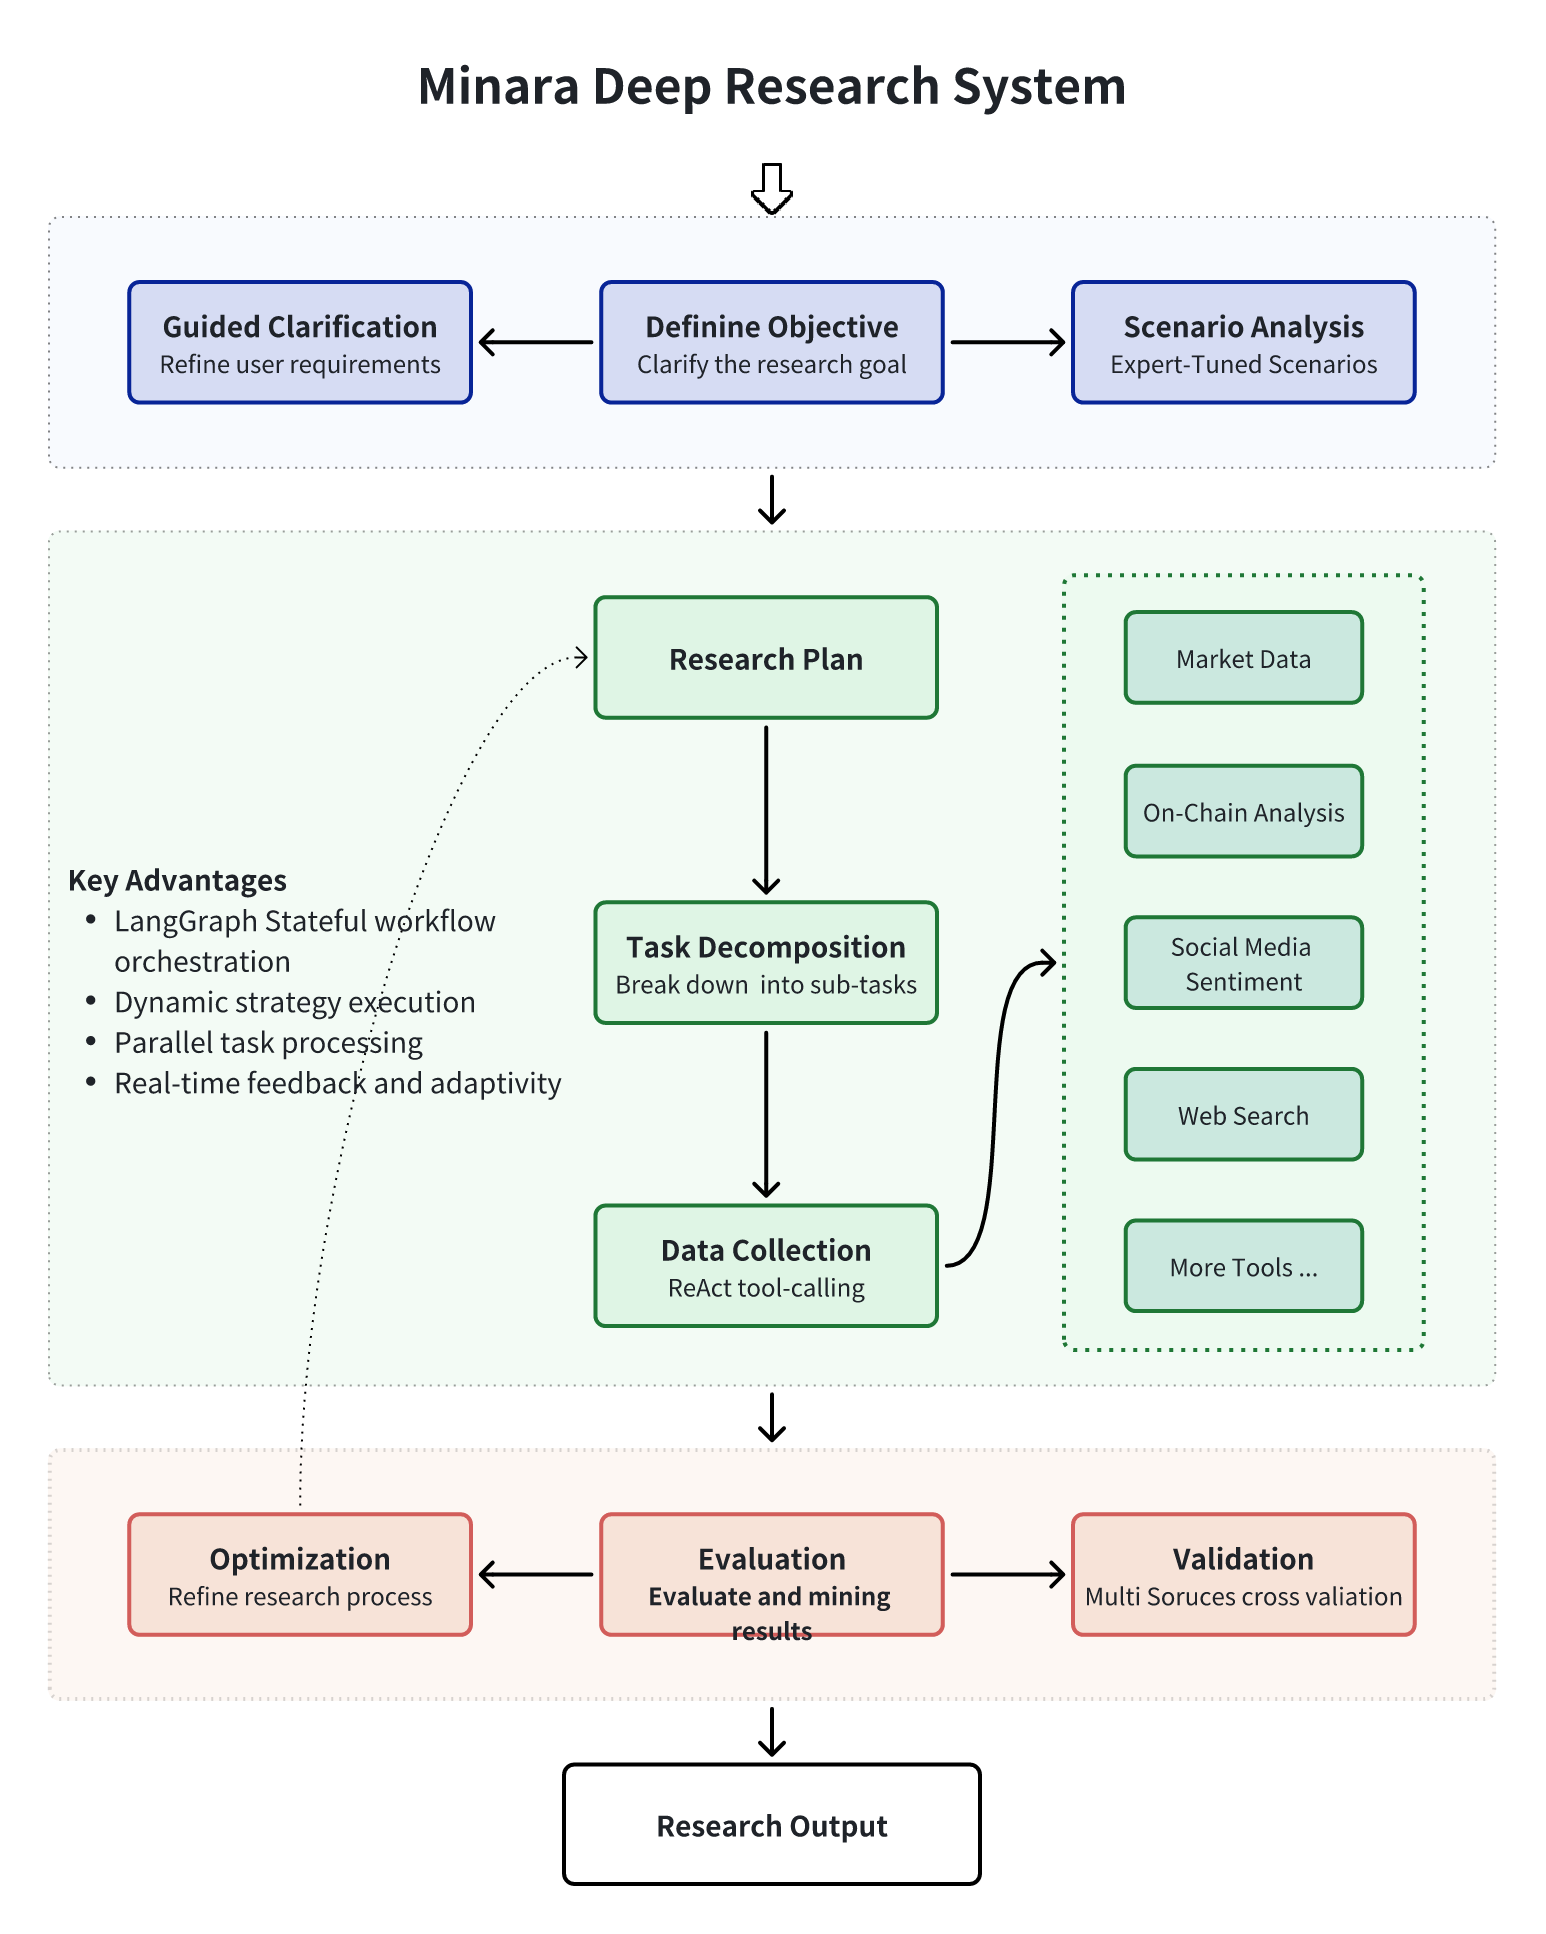 Minara Deep Research System
Guided Clarification
Refine user requirements
Definine Objective
Clarify the research goal
Scenario Analysis
Expert-Tuned Scenarios
Research Plan
Key Advantages
• LangGraph Stateful workflow
orchestration
• Dynamic strategy execution
• Parallel task processing
• Real-time feedback and adaptivity
Task Decomposition
Break down  into sub-tasks
Data Collection
ReAct tool-calling
Market Data
On-Chain Analysis
Social Media
Sentiment
Web Search
More Tools ...
Optimization
Refine research process
Evaluation
Evaluate and mining
results
Validation
Multi Soruces cross valiation
Research Output